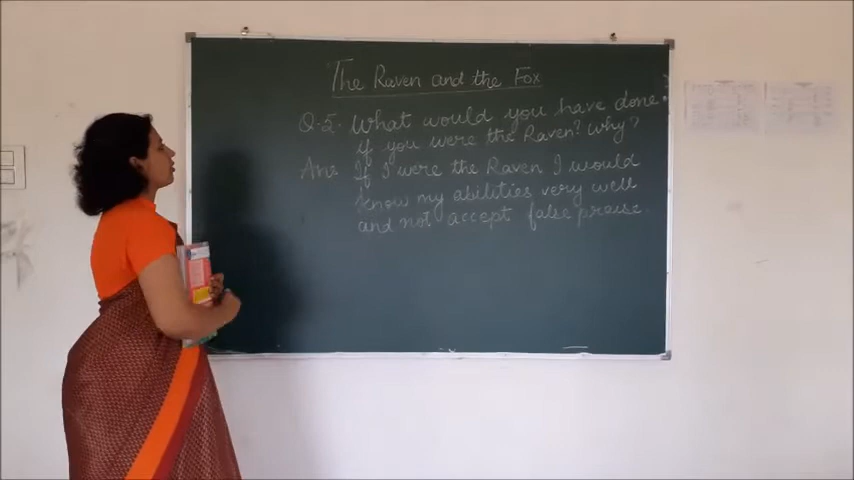 The Raven and the Fox
Q-5. What would you have done
if you were the Raven? Why?
Ans. If I were the Raven I would
know my abilities very well
and not accept false praise.